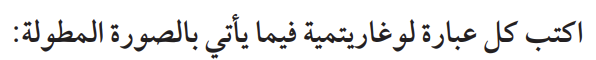 اكتب كل عبارة لوغاريتمية فيما يأتي بالصورة المطولة: